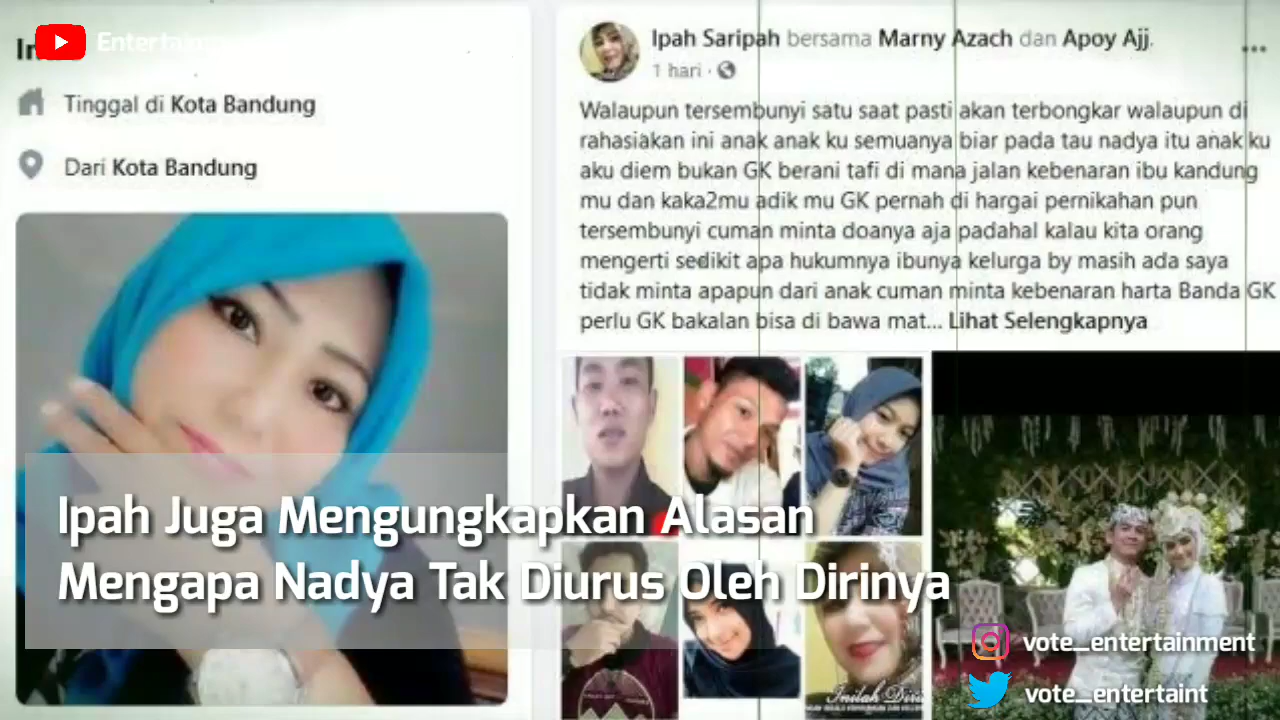 Entertainment
Tinggal di Kota Bandung
Dari Kota Bandung
Ipah Saripah bersama Marny Azach dan Apoy Ajj.
1 hari ·
Walaupun tersembunyi satu saat pasti akan terbongkar walaupun di
rahasiakan ini anak anak ku semuanya biar pada tau nadya itu anak ku
aku diem bukan GK berani tafi di mana jalan kebenaran ibu kandung
mu dan kaka2mu adik mu GK pernah di hargai pernikahan pun
tersembunyi cuman minta doanya aja padahal kalau kita orang
mengerti sedikit apa hukumnya ibunya kelurga by masih ada saya
tidak minta apapun dari anak cuman minta kebenaran harta Banda GK
perlu GK bakalan bisa di bawa mat... Lihat Selengkapnya
Ipah Juga Mengungkapkan Alasan
Mengapa Nadya Tak Diurus Oleh Dirinya
vote_entertainment
vote_entertaint